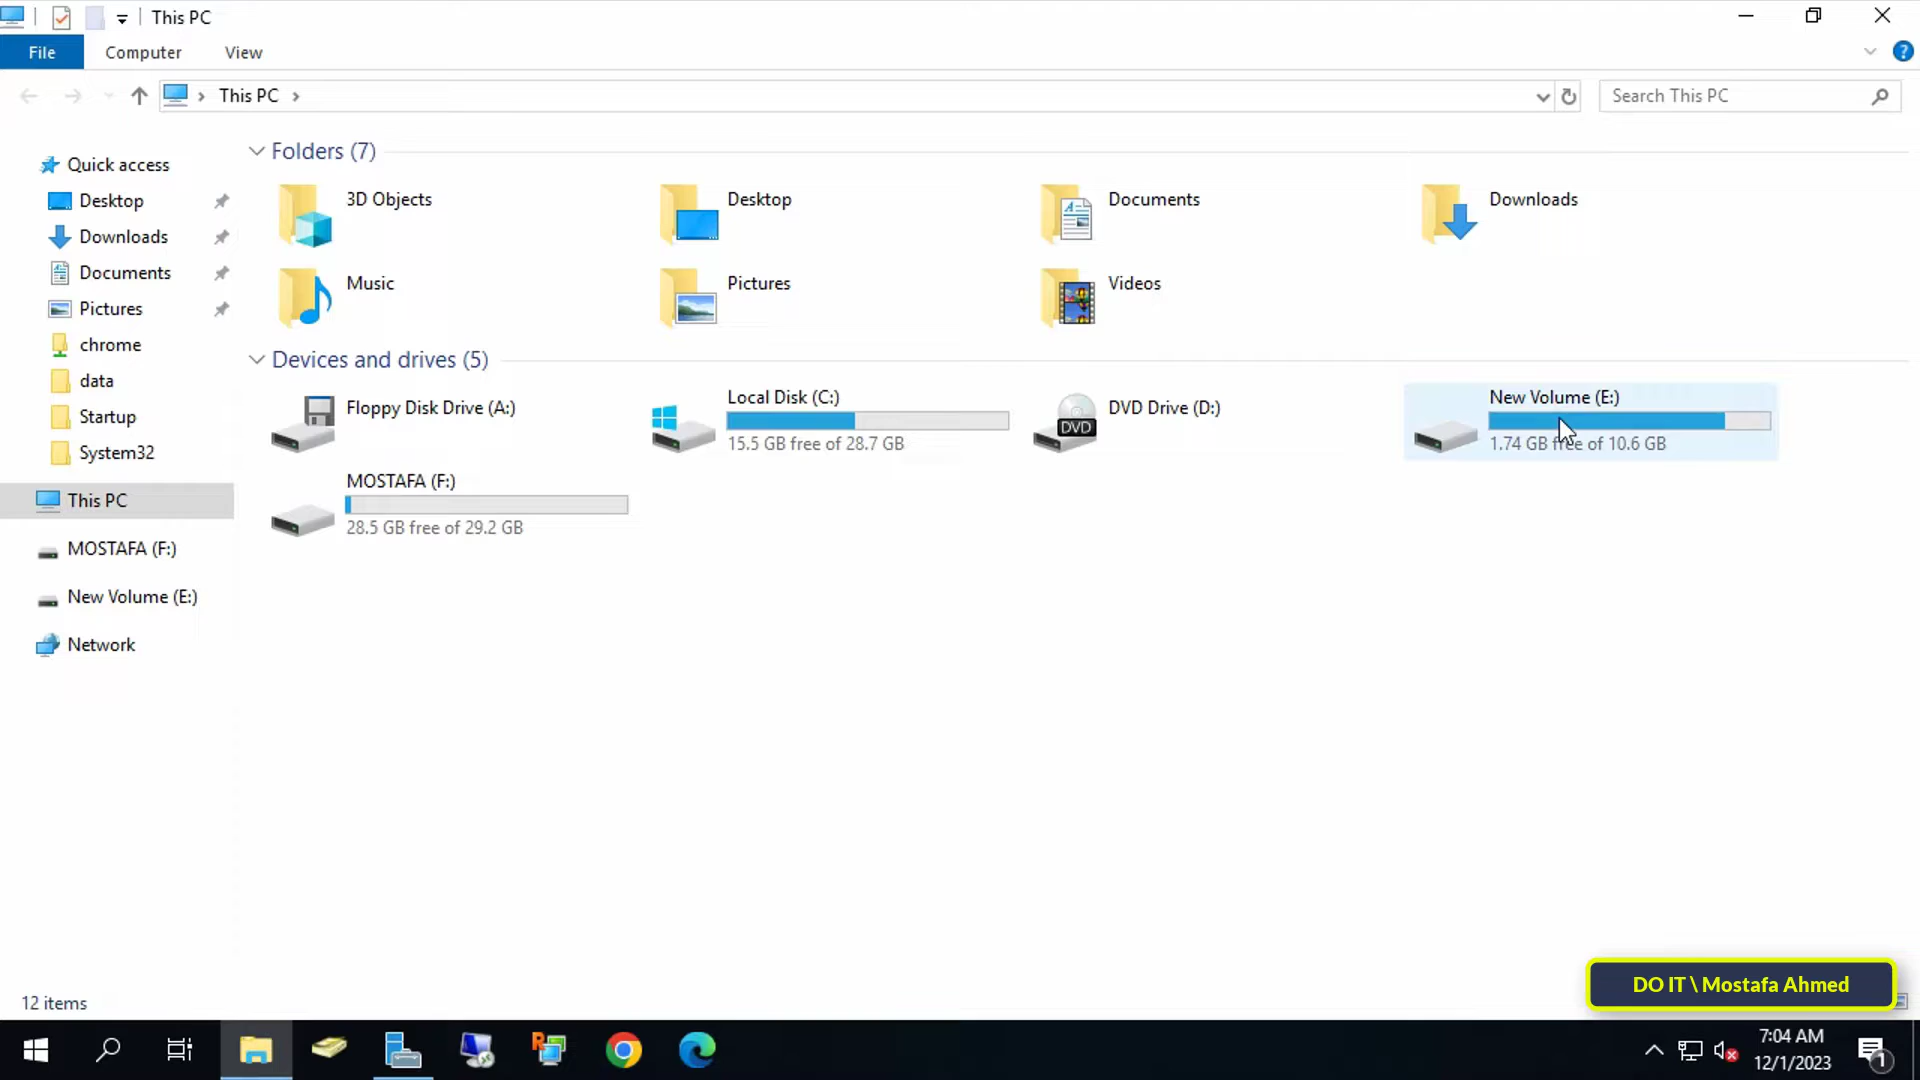 This PC
File Computer View
This PC
Search This PC
Quick access
Desktop
Downloads
Documents
Pictures
chrome
data
Startup
System32
This PC
MOSTAFA (F:)
New Volume (E:)
Network
Folders (7)
3D Objects
Desktop
Documents
Downloads
Music
Pictures
Videos
Devices and drives (5)
Floppy Disk Drive (A:)
Local Disk (C:)
15.5 GB free of 28.7 GB
DVD Drive (D:)
DVD
New Volume (E:)
1.74 GB free of 10.6 GB
MOSTAFA (F:)
28.5 GB free of 29.2 GB
12 items
DO IT \ Mostafa Ahmed
7:04 AM
12/1/2023
1